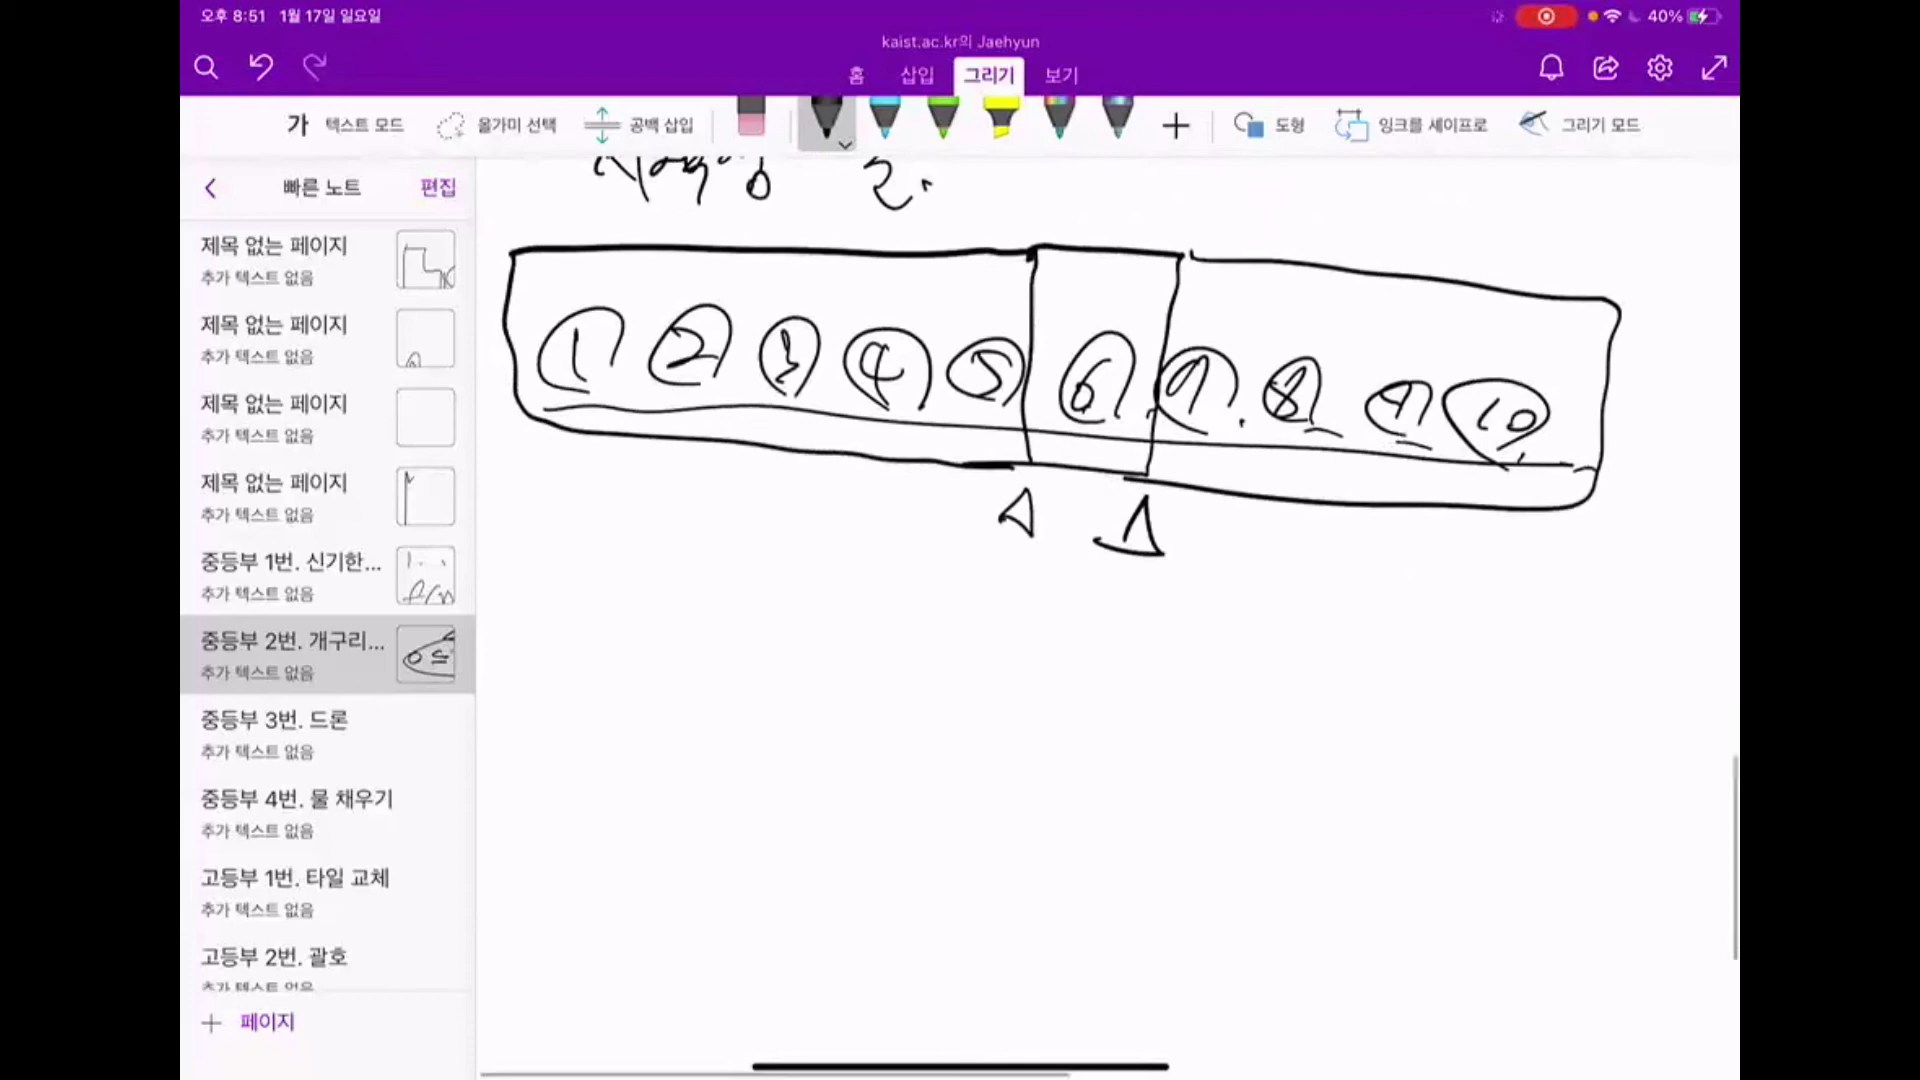 오후 8:51 1월 17일 일요일
40%
kaist.ac.kr의 Jaehyun
홈 삽입 그리기 보기
가 텍스트 모드 올가미 선택 공백 삽입 도형 잉크를 셰이프로 그리기 모드
빠른 노트 편집
제목 없는 페이지
추가 텍스트 없음
제목 없는 페이지
추가 텍스트 없음
제목 없는 페이지
추가 텍스트 없음
제목 없는 페이지
추가 텍스트 없음
중등부 1번. 신기한...
추가 텍스트 없음
중등부 2번. 개구리...
추가 텍스트 없음
중등부 3번. 드론
추가 텍스트 없음
중등부 4번. 물 채우기
추가 텍스트 없음
고등부 1번. 타일 교체
추가 텍스트 없음
고등부 2번. 괄호
추가 텍스트 없음
페이지
1 2 3 4 5 6 7 8 9 10